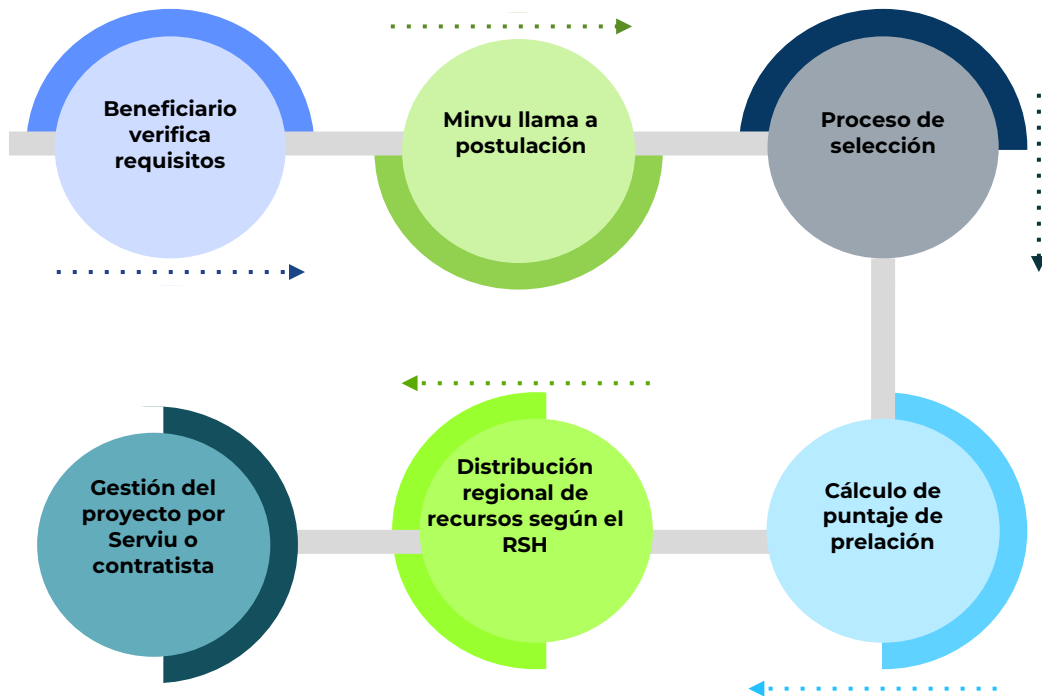 Beneficiario
verifica
requisitos
Minvu llama a
postulación
Proceso de
selección
Cálculo de
puntaje de
prelación
Distribución
regional de
recursos según el
RSH
Gestión del
proyecto por
Serviu o
contratista